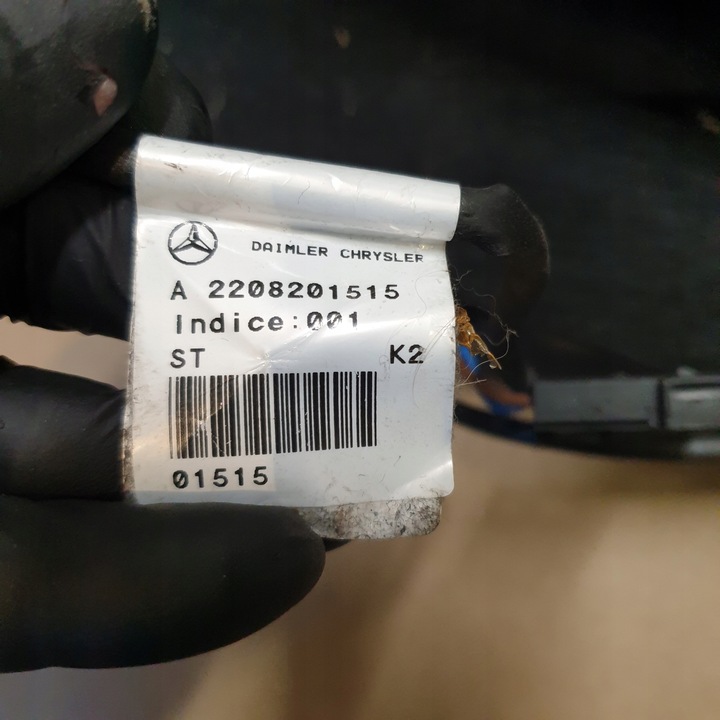 DAIMLER CHRYSLER
A 2208201515
Indice:001
ST K2
01515